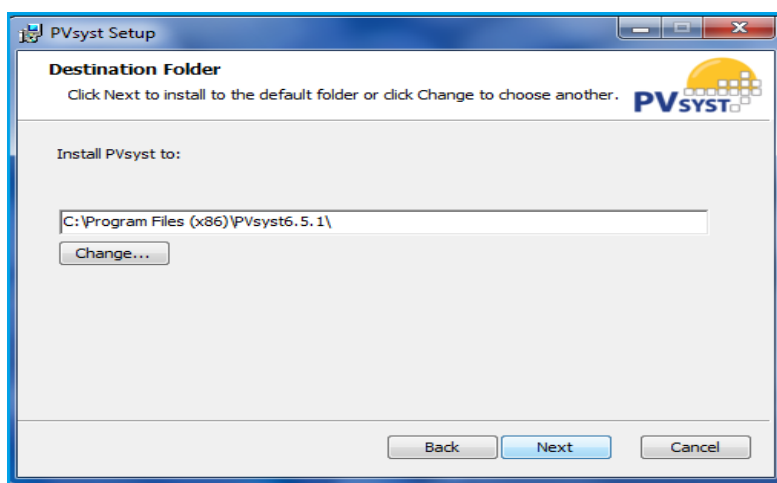 PVsyst Setup
Destination Folder
Click Next to install to the default folder or click Change to choose another.
PVSYST
Install PVsyst to:
C:\Program Files (x86)\PVsyst6.5.1\
Change...
Back Next Cancel